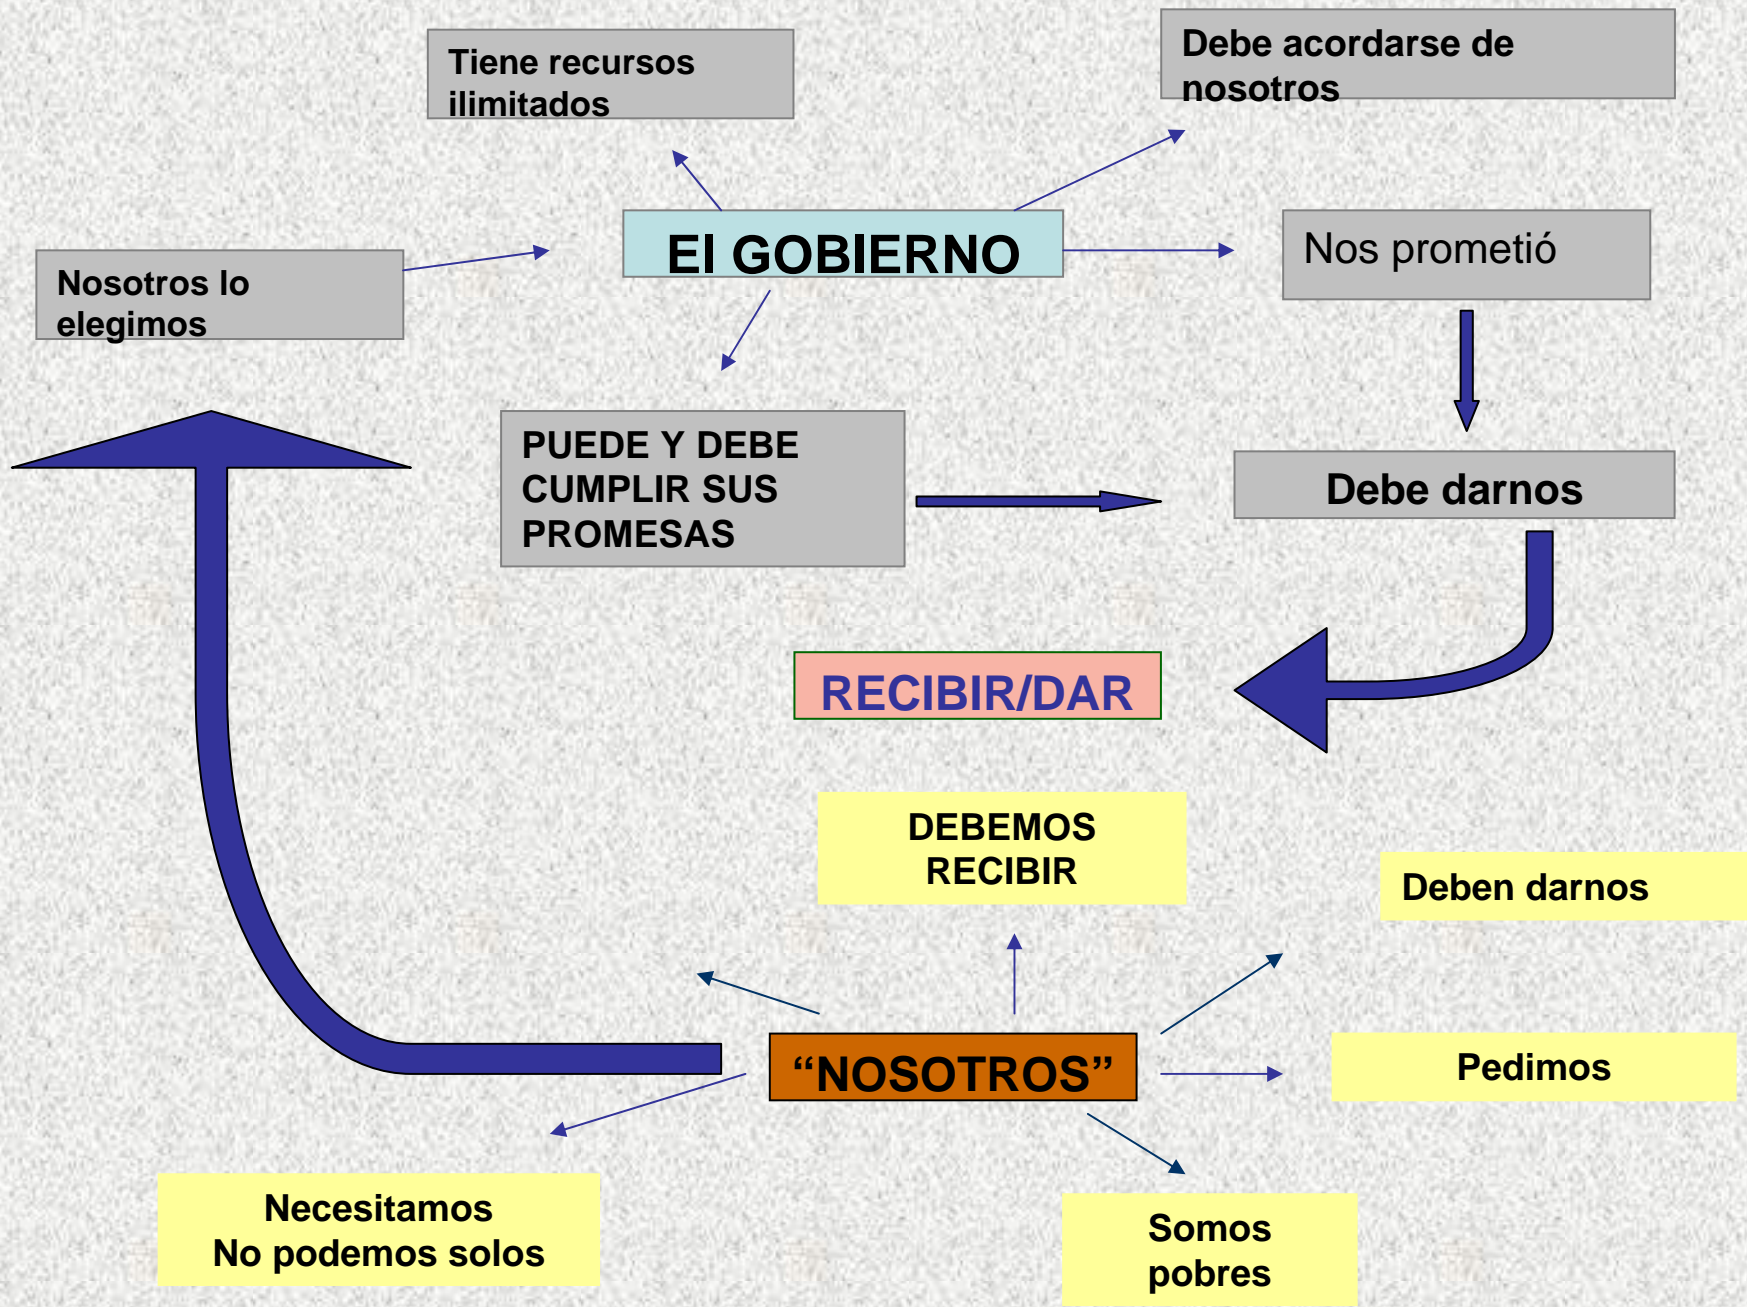 Tiene recursos
ilimitados
Debe acordarse de
nosotros
El GOBIERNO
Nos prometió
Nosotros lo
elegimos
PUEDE Y DEBE
CUMPLIR SUS
PROMESAS
Debe darnos
RECIBIR/DAR
DEBEMOS
RECIBIR
Deben darnos
“NOSOTROS”
Pedimos
Necesitamos
No podemos solos
Somos
pobres